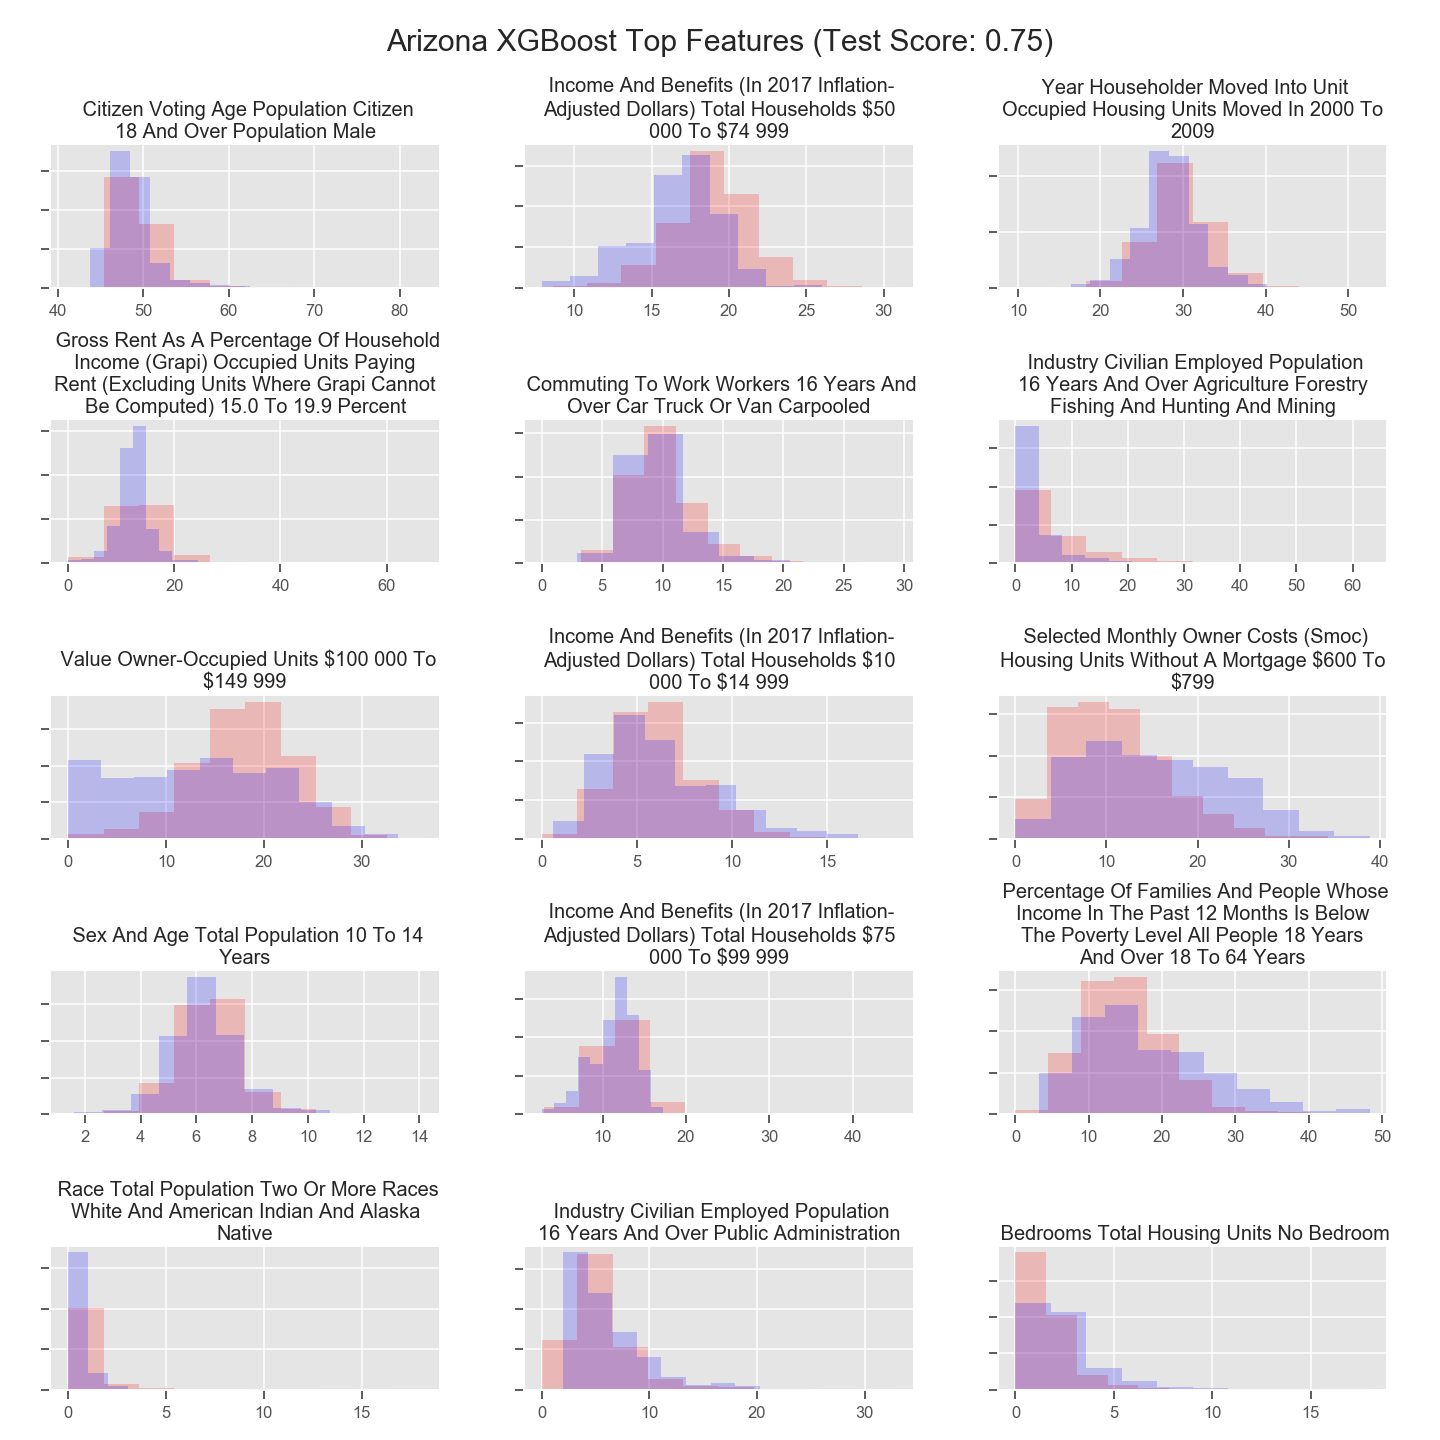 Arizona XGBoost Top Features (Test Score: 0.75)
Citizen Voting Age Population Citizen
18 And Over Population Male
40 50 60 70 80
Income And Benefits (In 2017 Inflation-
Adjusted Dollars) Total Households $50
000 To $74 999
10 15 20 25 30
Year Householder Moved Into Unit
Occupied Housing Units Moved In 2000 To
2009
10 20 30 40 50
Gross Rent As A Percentage Of Household
Income (Grapi) Occupied Units Paying
Rent (Excluding Units Where Grapi Cannot
Be Computed) 15.0 To 19.9 Percent
0 20 40 60
Commuting To Work Workers 16 Years And
Over Car Truck Or Van Carpooled
0 5 10 15 20 25 30
Industry Civilian Employed Population
16 Years And Over Agriculture Forestry
Fishing And Hunting And Mining
0 10 20 30 40 50 60
Value Owner-Occupied Units $100 000 To
$149 999
0 10 20 30
Income And Benefits (In 2017 Inflation-
Adjusted Dollars) Total Households $10
000 To $14 999
0 5 10 15
Selected Monthly Owner Costs (Smoc)
Housing Units Without A Mortgage $600 To
$799
0 10 20 30 40
Sex And Age Total Population 10 To 14
Years
2 4 6 8 10 12 14
Income And Benefits (In 2017 Inflation-
Adjusted Dollars) Total Households $75
000 To $99 999
10 20 30 40
Percentage Of Families And People Whose
Income In The Past 12 Months Is Below
The Poverty Level All People 18 Years
And Over 18 To 64 Years
0 10 20 30 40 50
Race Total Population Two Or More Races
White And American Indian And Alaska
Native
0 5 10 15
Industry Civilian Employed Population
16 Years And Over Public Administration
0 10 20 30
Bedrooms Total Housing Units No Bedroom
0 5 10 15